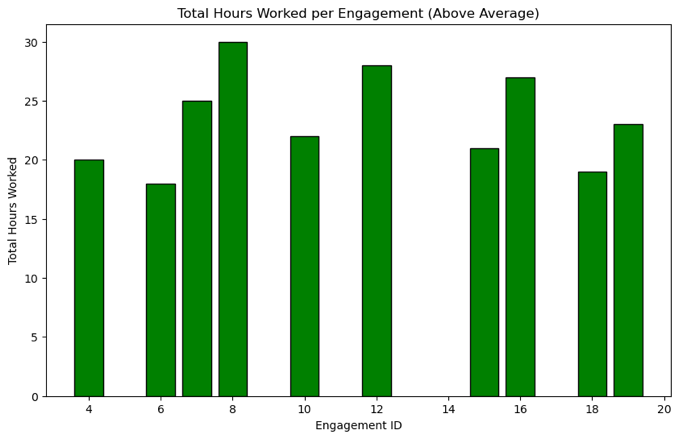 Total Hours Worked per Engagement (Above Average)
Total Hours Worked
30
25
20
15
10
5
0
4 6 8 10 12 14 16 18 20
Engagement ID